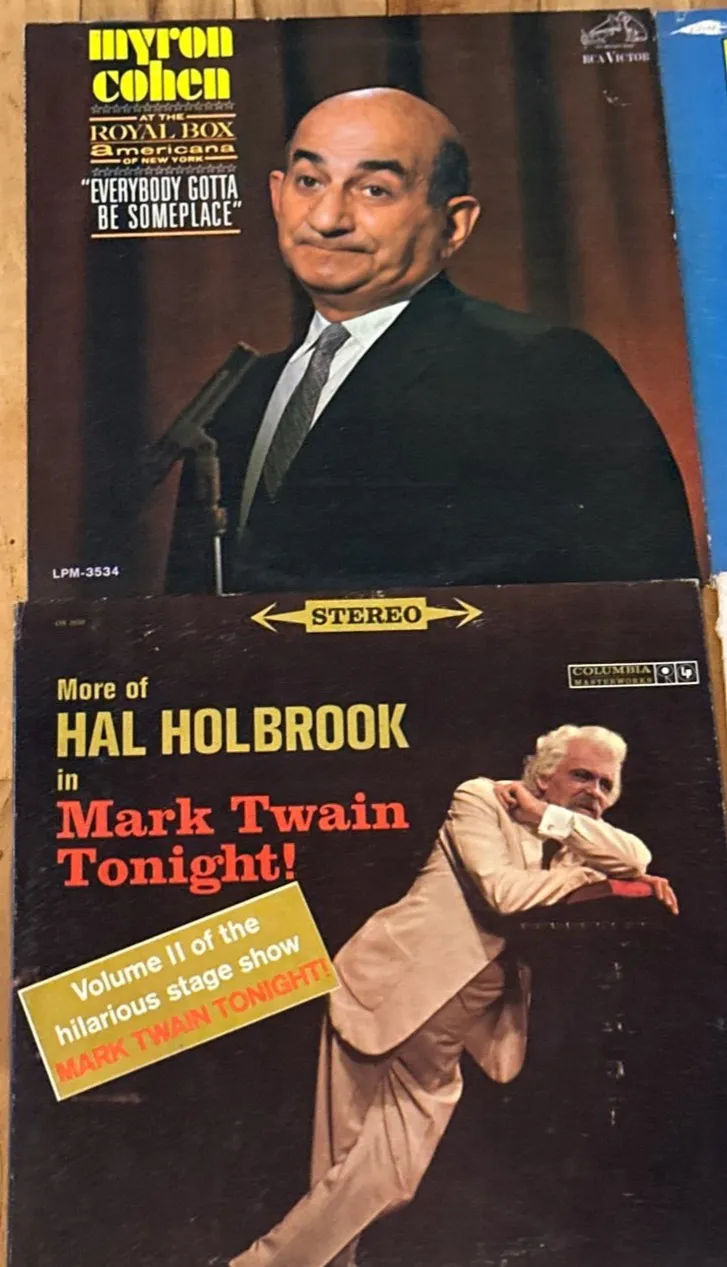 myron
cohen
AT THE
ROYAL BOX
americana
OF NEW YORK
"EVERYBODY GOTTA
BE SOMEPLACE"
RCA VICTOR
LPM-3534
STEREO
COLUMBIA
MASTERWORKS
More of
HAL HOLBROOK
in
Mark Twain
Tonight!
Volume II of the
hilarious stage show
MARK TWAIN TONIGHT!